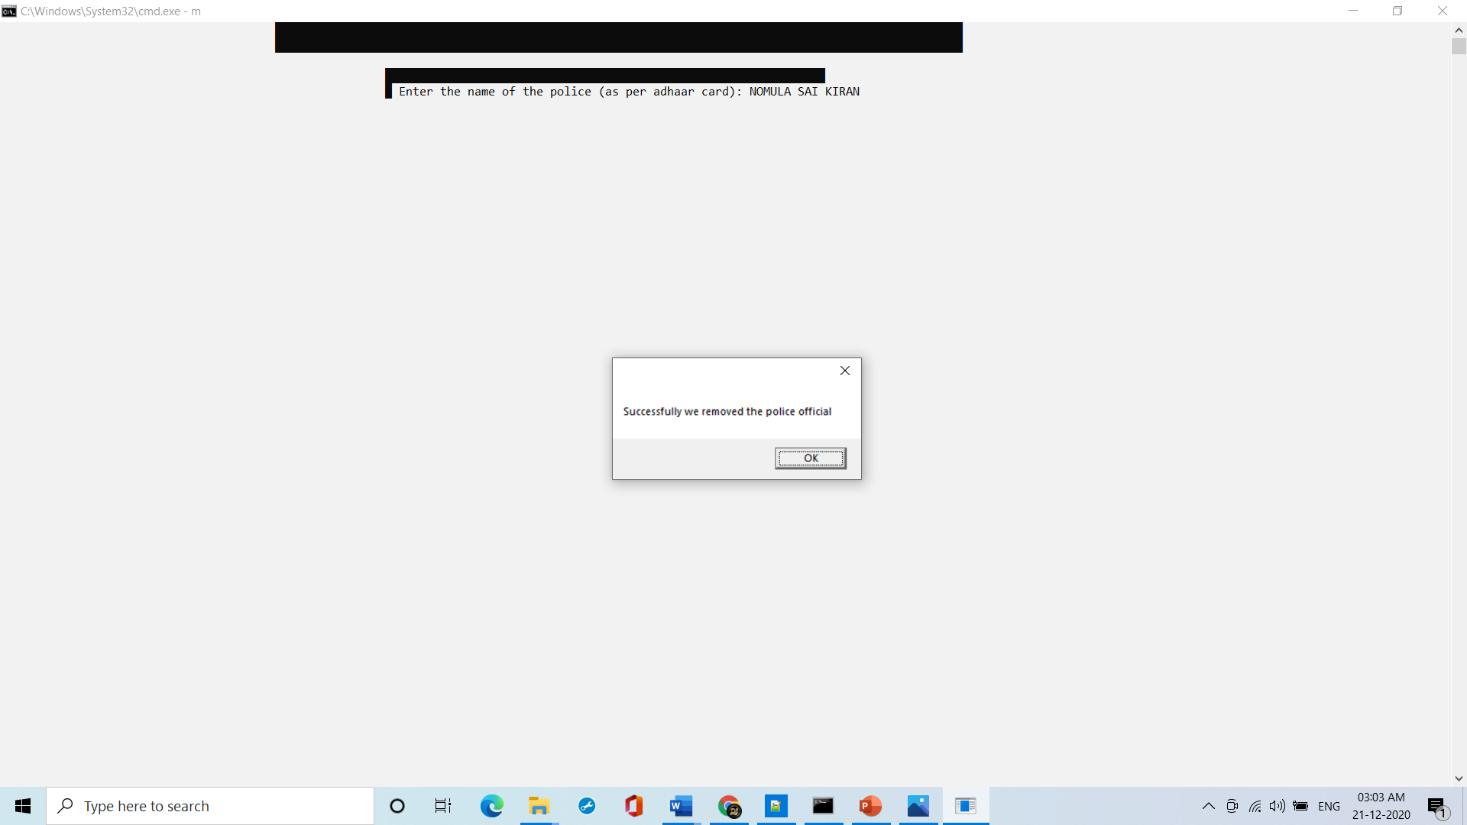 C:\Windows\System32\cmd.exe - m
Enter the name of the police (as per adhaar card): NOMULA SAI KIRAN
Successfully we removed the police official
OK
Type here to search
ENG
03:03 AM
21-12-2020
1